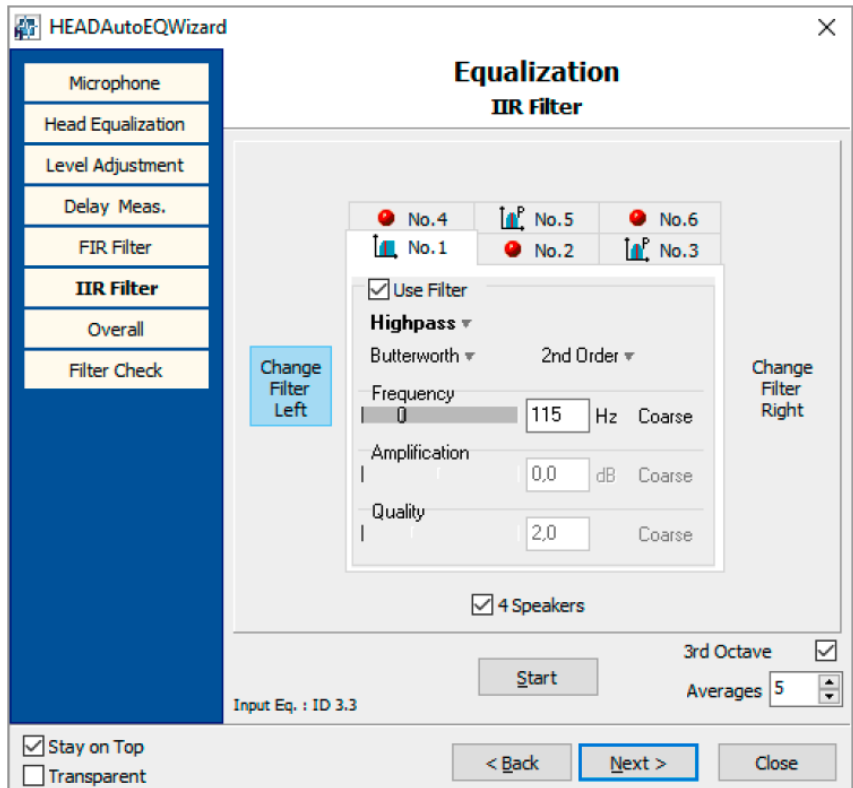 HEADAutoEQWizard
Microphone
Head Equalization
Level Adjustment
Delay Meas.
FIR Filter
IIR Filter
Overall
Filter Check
Equalization
IIR Filter
No.4 No.5 No.6
No.1 No.2 No.3
Use Filter
Highpass
Butterworth 2nd Order
Change
Filter
Left
Frequency
115 Hz Coarse
Amplification
0,0 dB Coarse
Quality
2,0 Coarse
Change
Filter
Right
4 Speakers
3rd Octave
Start
Averages 5
Input Eq. : ID 3.3
Stay on Top
Transparent
< Back Next > Close